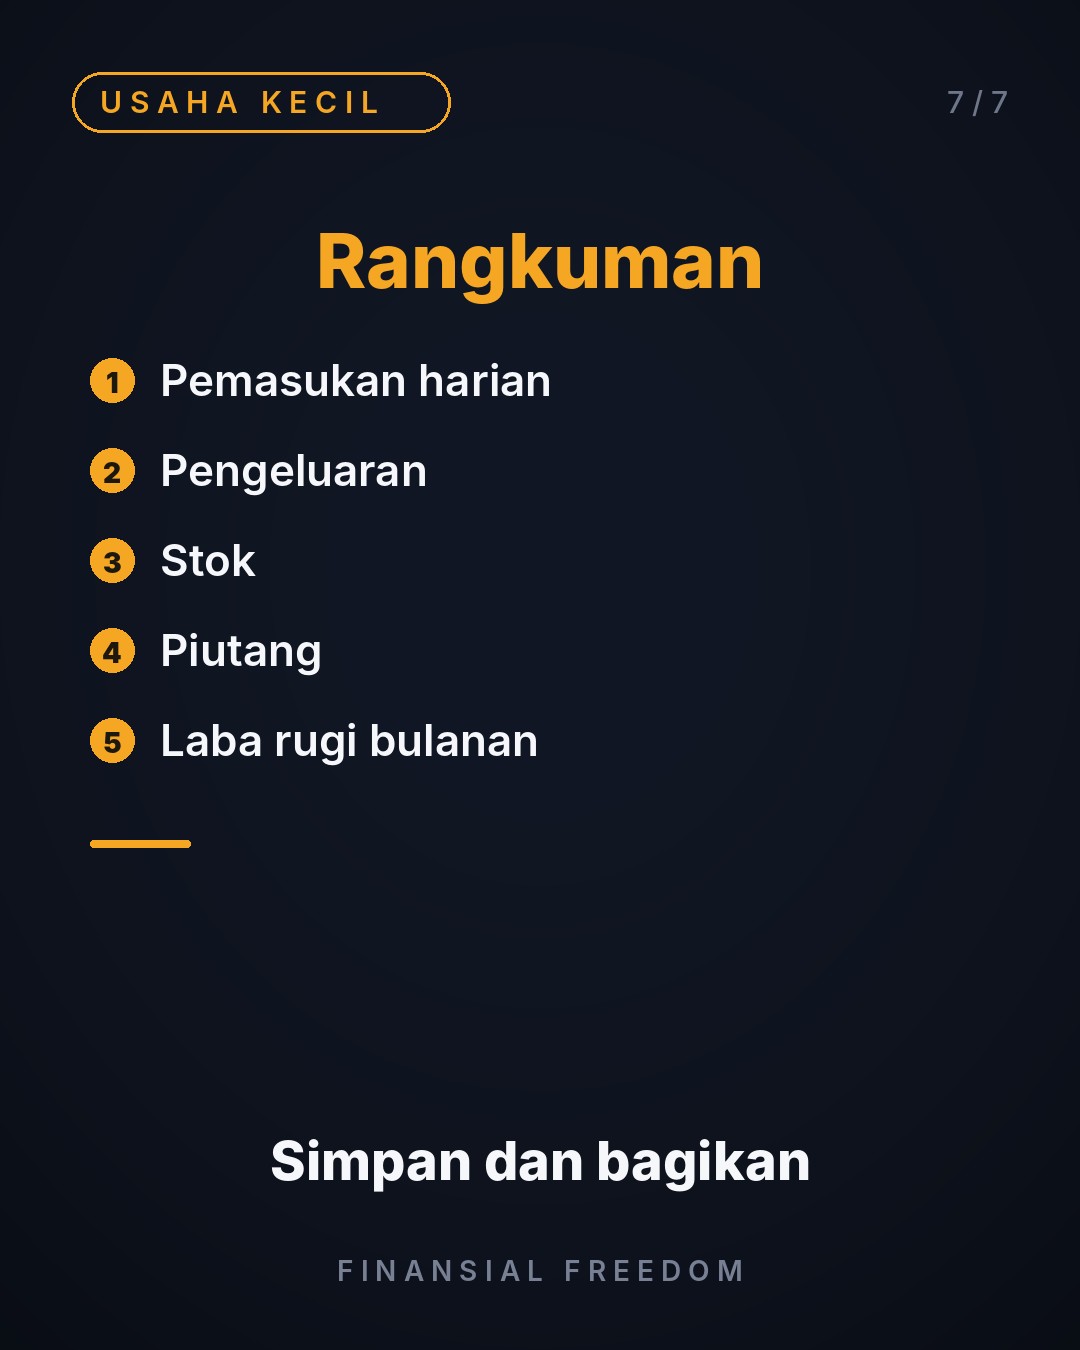 USAHA KECIL
7/7
Rangkuman
1 Pemasukan harian
2 Pengeluaran
3 Stok
4 Piutang
5 Laba rugi bulanan
Simpan dan bagikan
FINANSIAL FREEDOM